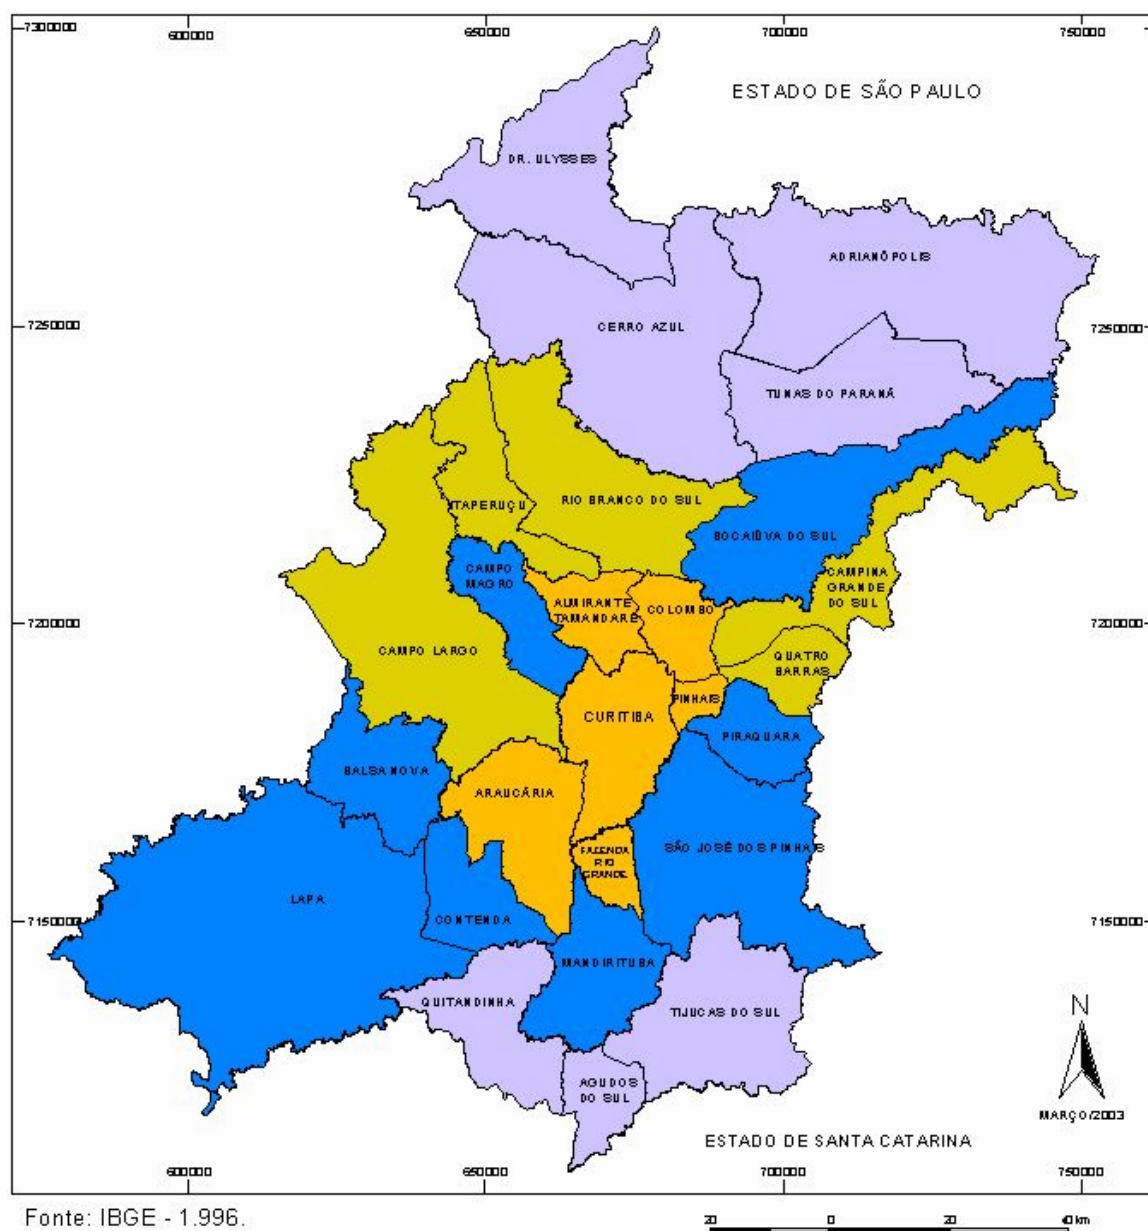 7300000
600000
650000
700000
750000
ESTADO DE SÃO PAULO
DR. ULYSSES
ADRIANÓPOLIS
7250000
CERRO AZUL
7250000
TUNAS DO PARANÁ
ITAPERUÇU
RIO BRANCO DO SUL
BOCAIÚVA DO SUL
CAMPO
MAGRO
CAMPINA
GRANDE
DO SUL
ALMIRANTE
TAMANDARÉ
COLOMBO
7200000
7200000
CAMPO LARGO
QUATRO
BARRAS
PINHAIS
CURITIBA
PIRAQUARA
BALSA NOVA
ARAUCÁRIA
SÃO JOSÉ DOS PINHAIS
FAZENDA
RIO
GRANDE
LAPA
7150000
CONTENDA
7150000
MANDIRITUBA
QUITANDINHA
TIJUCAS DO SUL
N
AGUDOS
DO SUL
MARÇO/2003
ESTADO DE SANTA CATARINA
600000
650000
700000
750000
Fonte: IBGE - 1.996.
20 0 20 40 km